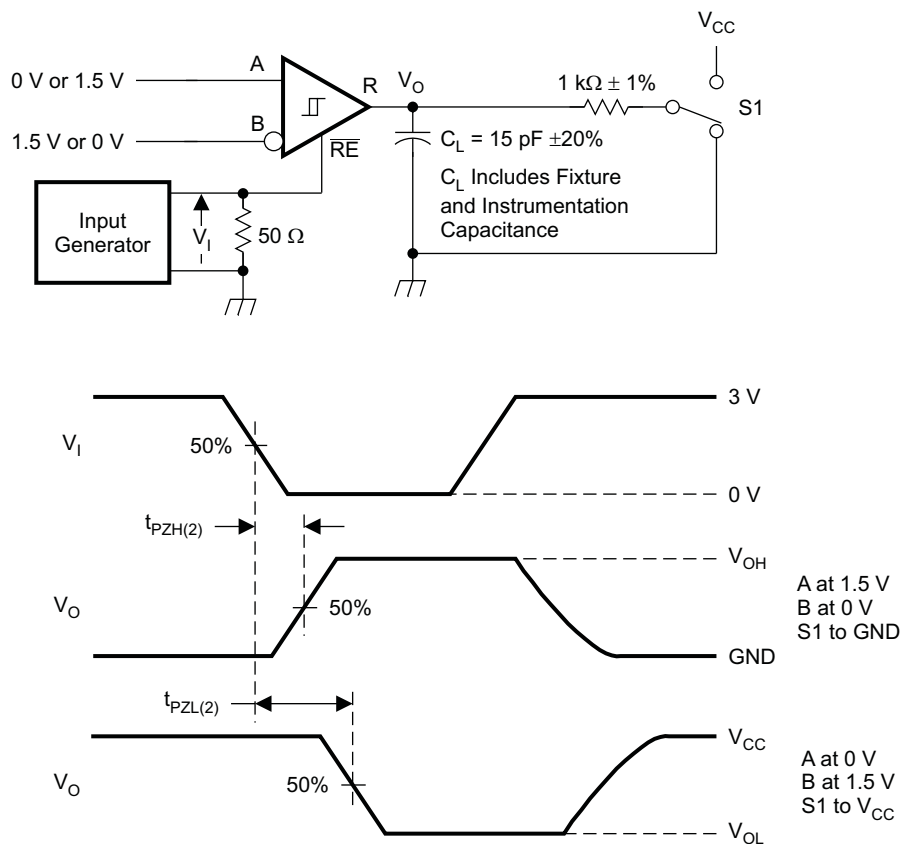 V_CC
A
0 V or 1.5 V
R
V_O
1 kΩ ± 1%
S1
B
1.5 V or 0 V
R̅E̅
C_L = 15 pF ±20%
C_L Includes Fixture
and Instrumentation
Capacitance
Input
Generator
V_I
50 Ω
3 V
V_I
50%
0 V
t_PZH(2)
V_OH
A at 1.5 V
B at 0 V
S1 to GND
V_O
50%
GND
t_PZL(2)
V_CC
A at 0 V
B at 1.5 V
S1 to V_CC
V_O
50%
V_OL